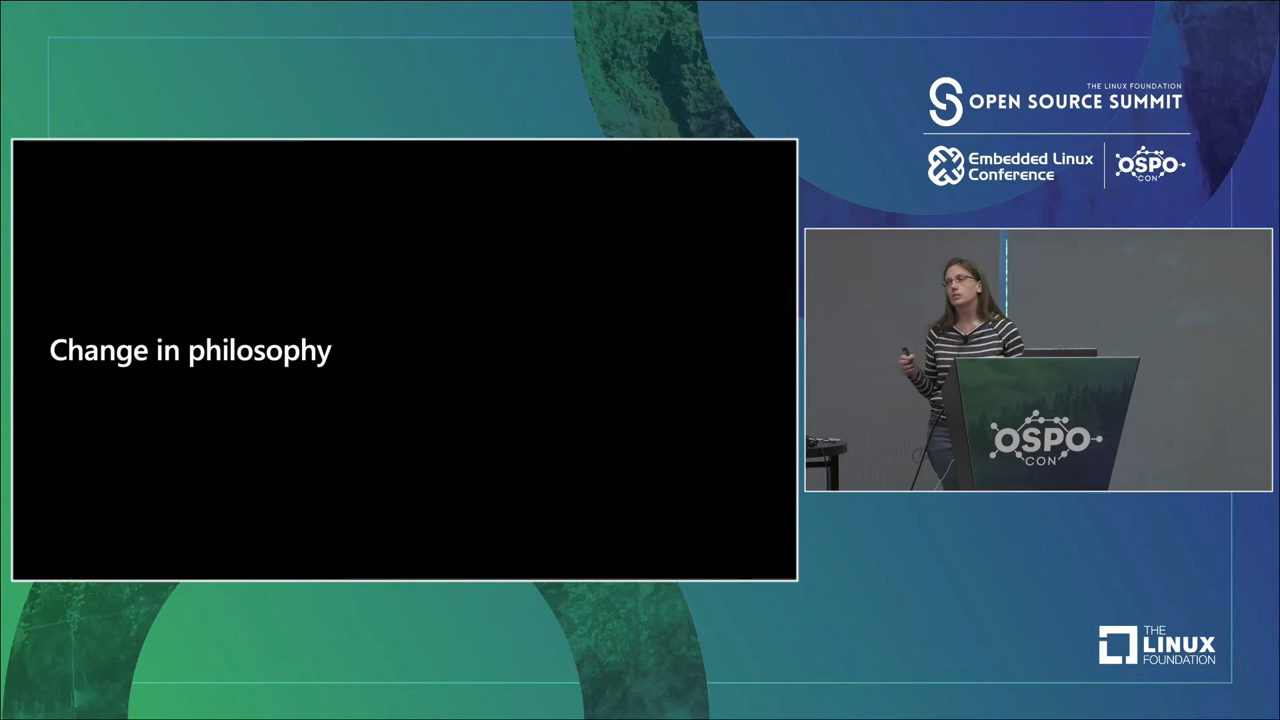 THE LINUX FOUNDATION
OPEN SOURCE SUMMIT
Embedded Linux
Conference
OSPO
CON
Change in philosophy
OSPO
CON
THE
LINUX
FOUNDATION